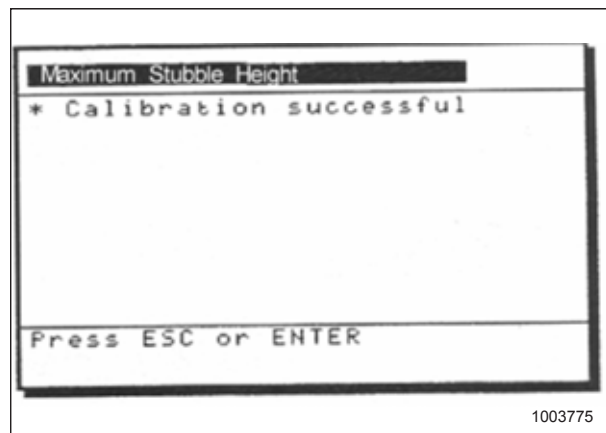 Maximum Stubble Height
* Calibration successful
Press ESC or ENTER
1003775